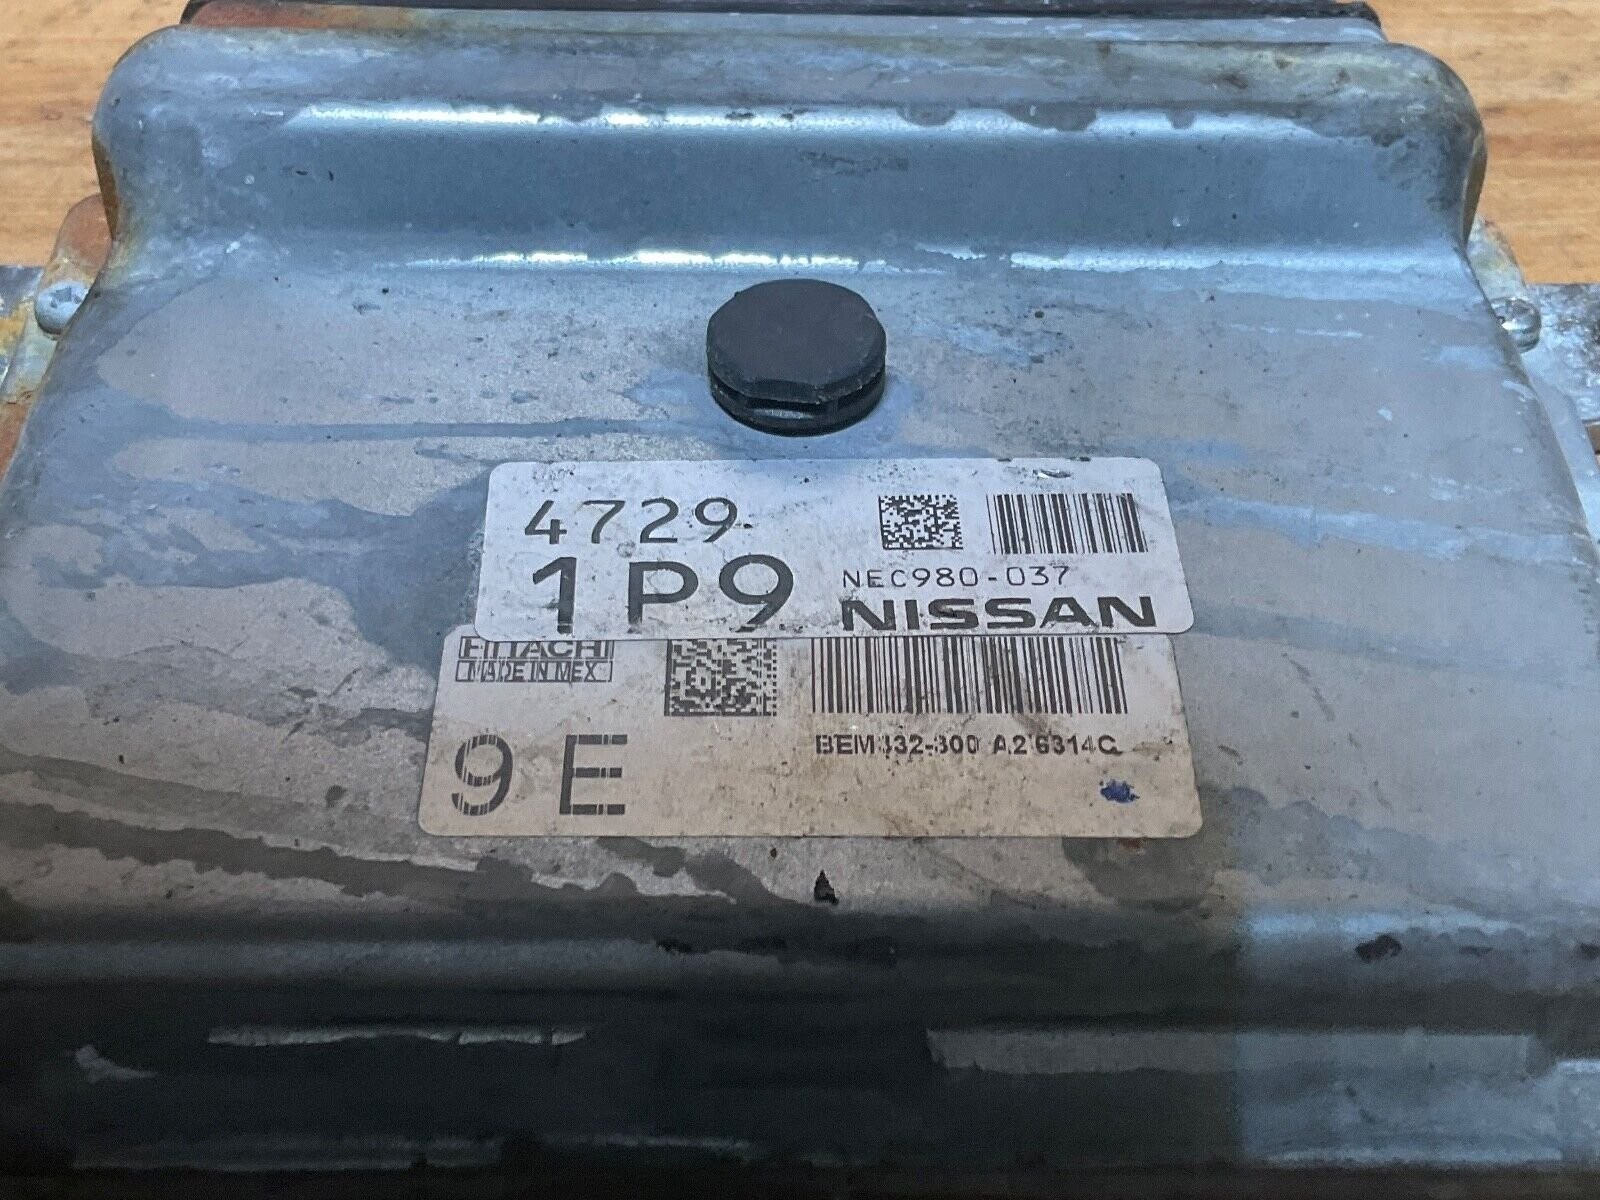 4729
1P9
NEC980-037
NISSAN
HITACHI
MADE IN MEX
9E
BEM332-300 A2 6314C